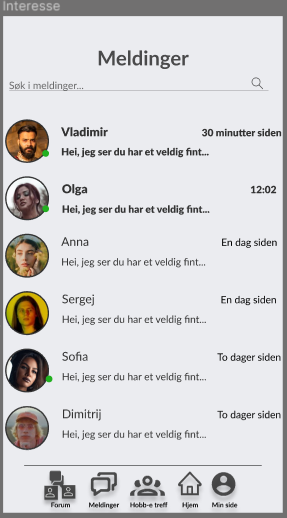 Interesse
Meldinger
Søk i meldinger...
Vladimir 30 minutter siden
Hei, jeg ser du har et veldig fint...
Olga 12:02
Hei, jeg ser du har et veldig fint...
Anna En dag siden
Hei, jeg ser du har et veldig fint...
Sergej En dag siden
Hei, jeg ser du har et veldig fint...
Sofia To dager siden
Hei, jeg ser du har et veldig fint...
Dimitrij To dager siden
Hei, jeg ser du har et veldig fint...
Forum Meldinger Hobb-e treff Hjem Min side